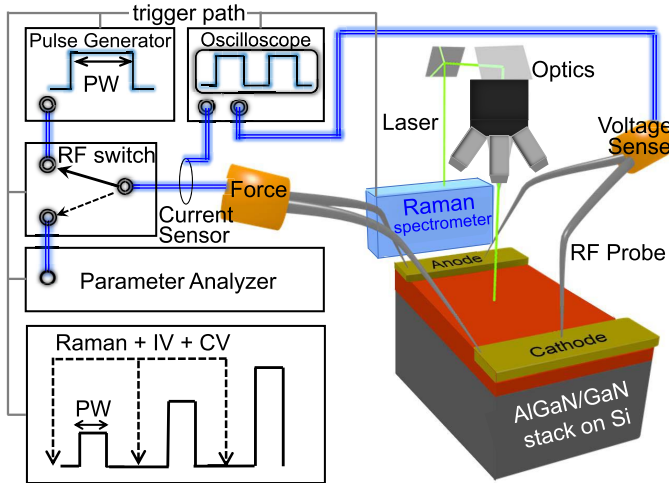 trigger path
Pulse Generator
PW
Oscilloscope
Optics
Laser
Voltage
Sense
RF switch
Force
Current
Sensor
Raman
spectrometer
RF Probe
Anode
Parameter Analyzer
Cathode
Raman + IV + CV
PW
AlGaN/GaN
stack on Si